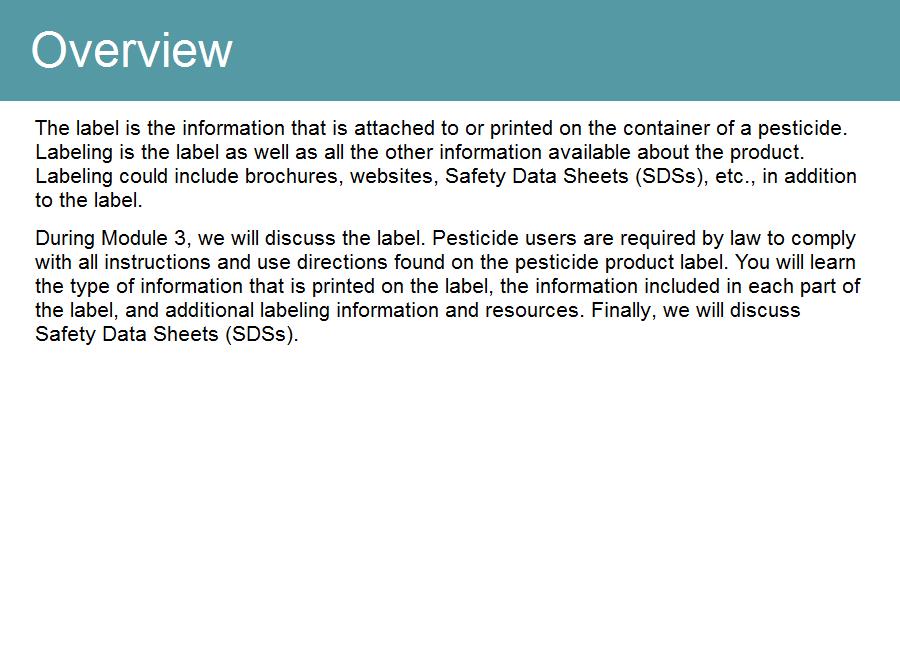 Overview
The label is the information that is attached to or printed on the container of a pesticide.
Labeling is the label as well as all the other information available about the product.
Labeling could include brochures, websites, Safety Data Sheets (SDSs), etc., in addition
to the label.
During Module 3, we will discuss the label. Pesticide users are required by law to comply
with all instructions and use directions found on the pesticide product label. You will learn
the type of information that is printed on the label, the information included in each part of
the label, and additional labeling information and resources. Finally, we will discuss
Safety Data Sheets (SDSs).